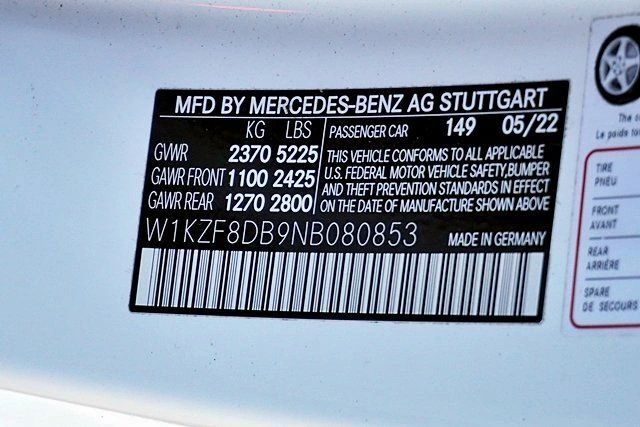 MFD BY MERCEDES-BENZ AG STUTTGART
KG LBS
GVWR 2370 5225
GAWR FRONT 1100 2425
GAWR REAR 1270 2800
PASSENGER CAR 149 05/22
THIS VEHICLE CONFORMS TO ALL APPLICABLE
U.S. FEDERAL MOTOR VEHICLE SAFETY,BUMPER
AND THEFT PREVENTION STANDARDS IN EFFECT
ON THE DATE OF MANUFACTURE SHOWN ABOVE
W1KZF8DB9NB080853 MADE IN GERMANY
The
Le poids
TIRE
PNEU
FRONT
AVANT
REAR
ARRIÈRE
SPARE
DE SECOURS